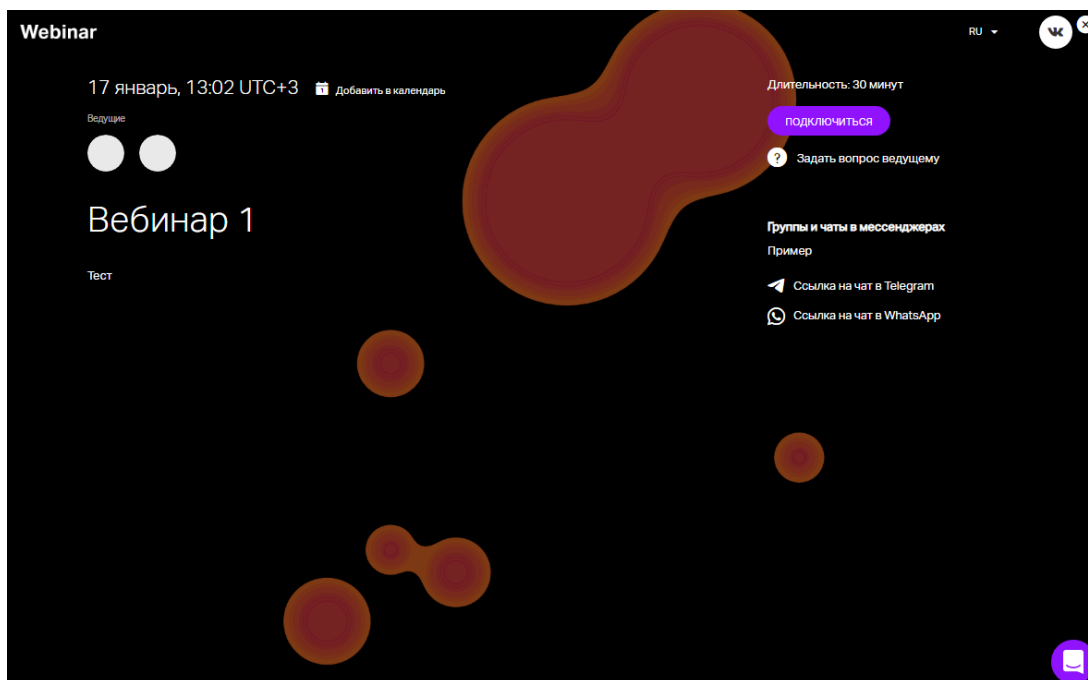 Webinar
RU
17 январь, 13:02 UTC+3
1 Добавить в календарь
Ведущие
Вебинар 1
Тест
Длительность: 30 минут
ПОДКЛЮЧИТЬСЯ
? Задать вопрос ведущему
Группы и чаты в мессенджерах
Пример
Ссылка на чат в Telegram
Ссылка на чат в WhatsApp